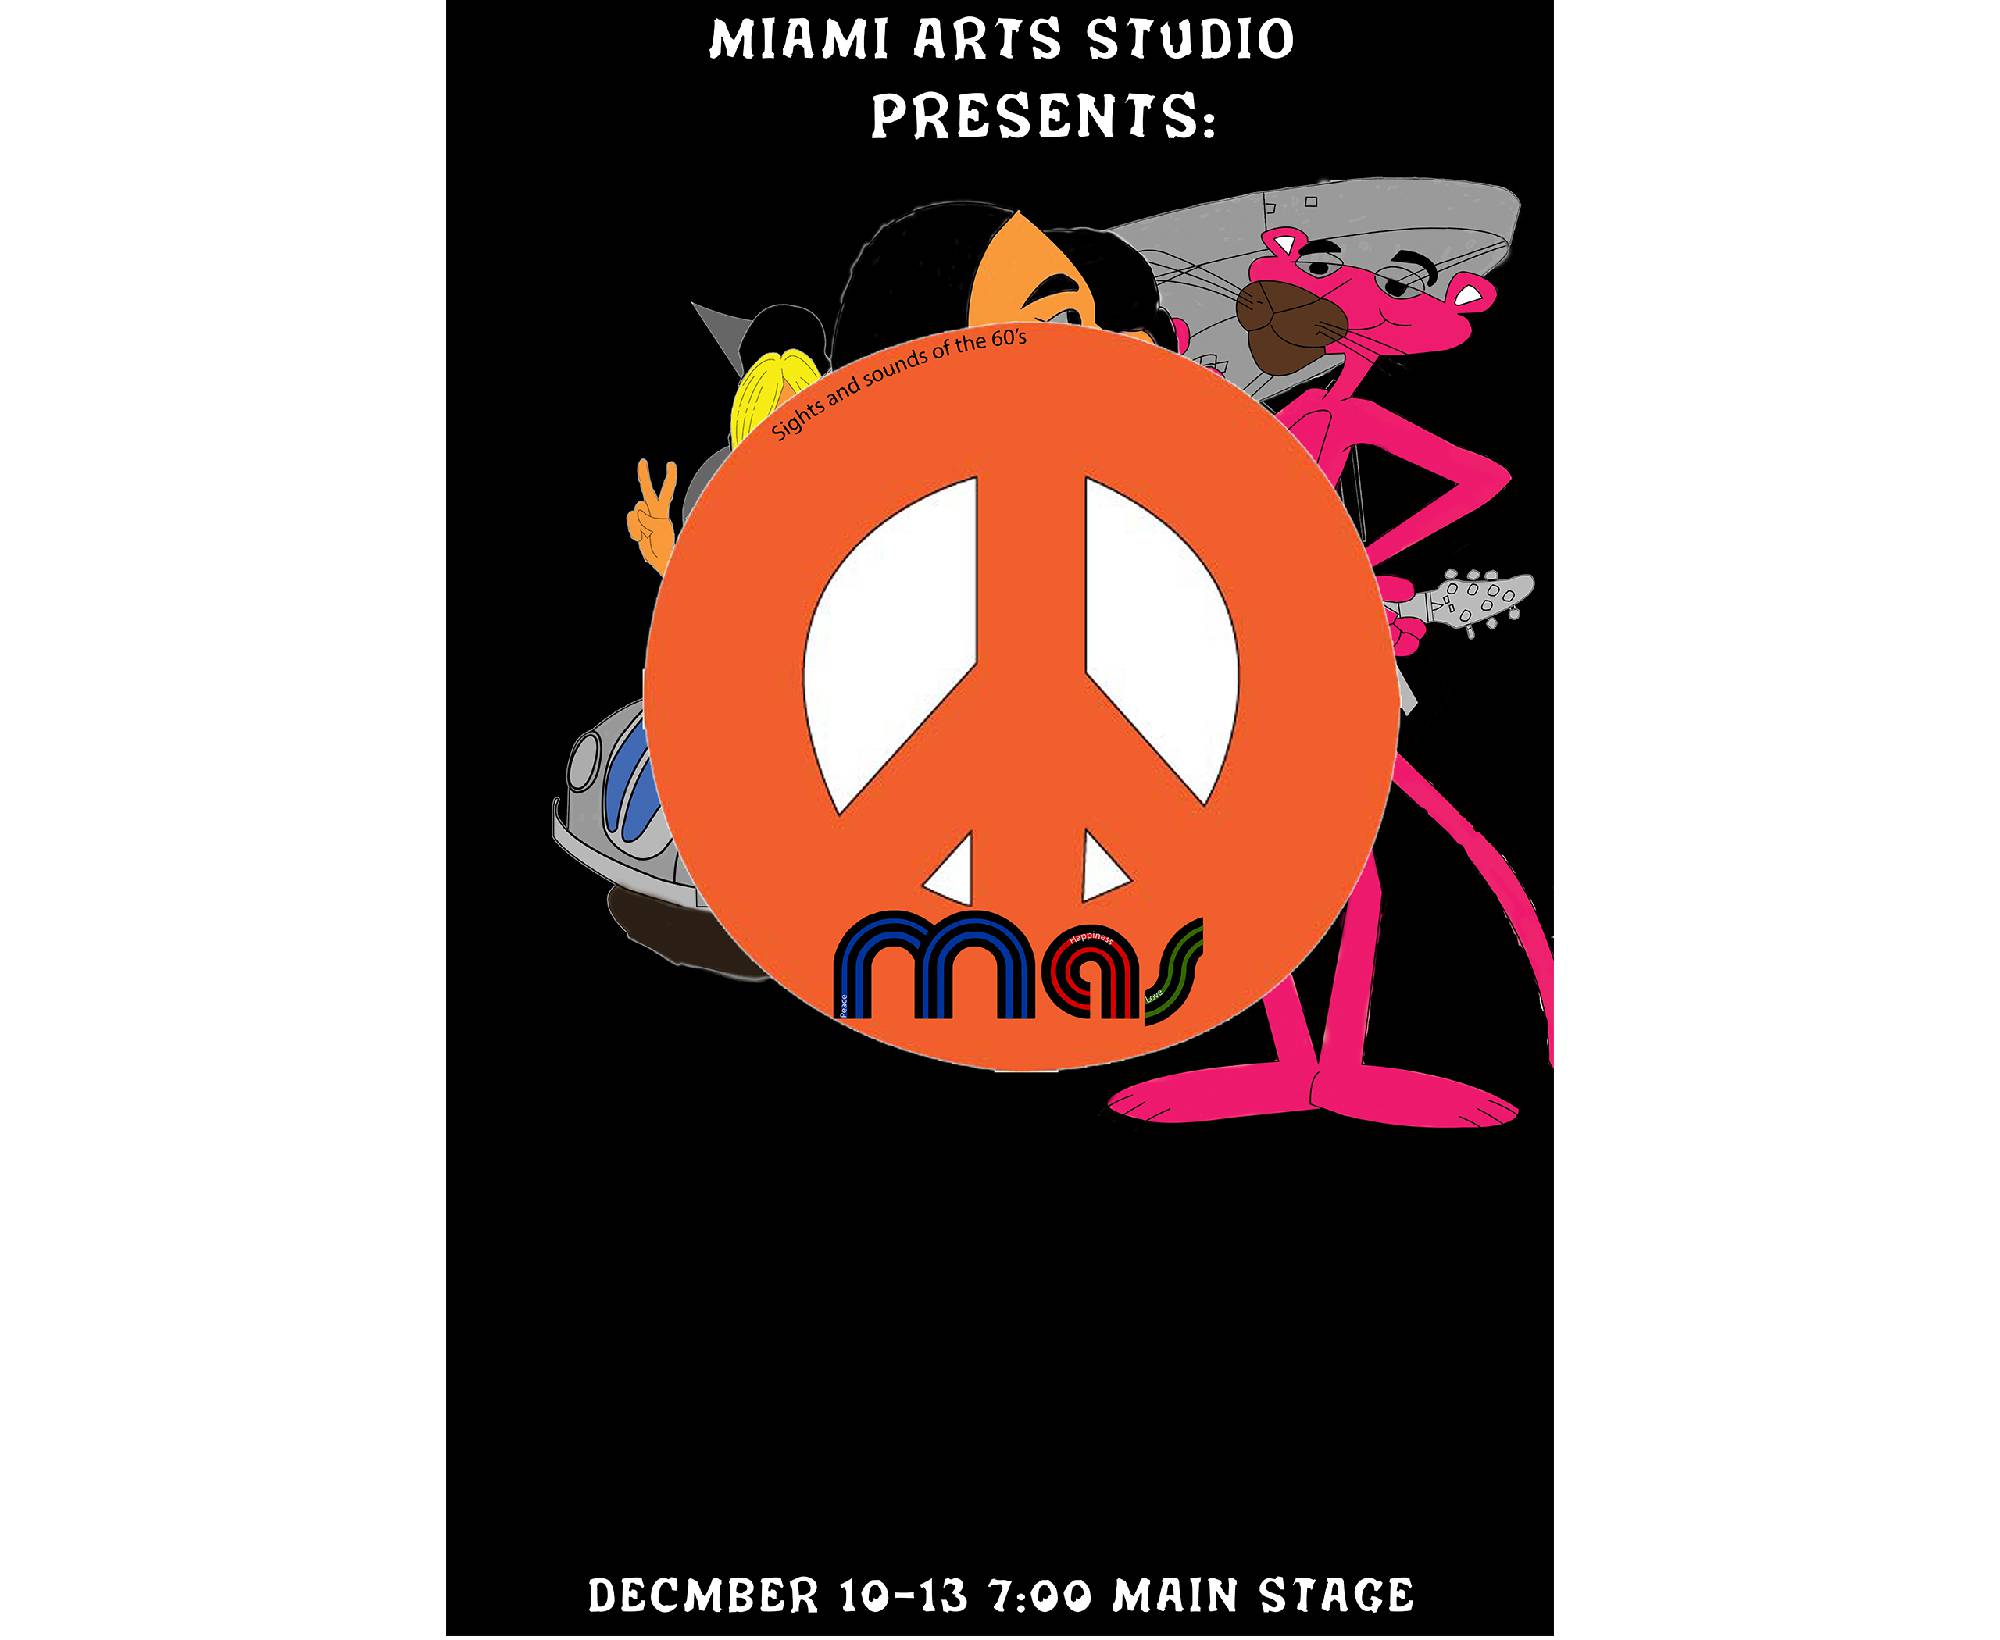 MIAMI ARTS STUDIO
PRESENTS:
Sights and sounds of the 60's
mas
Peace
Happiness
Love
DECMBER 10-13 7:00 MAIN STAGE